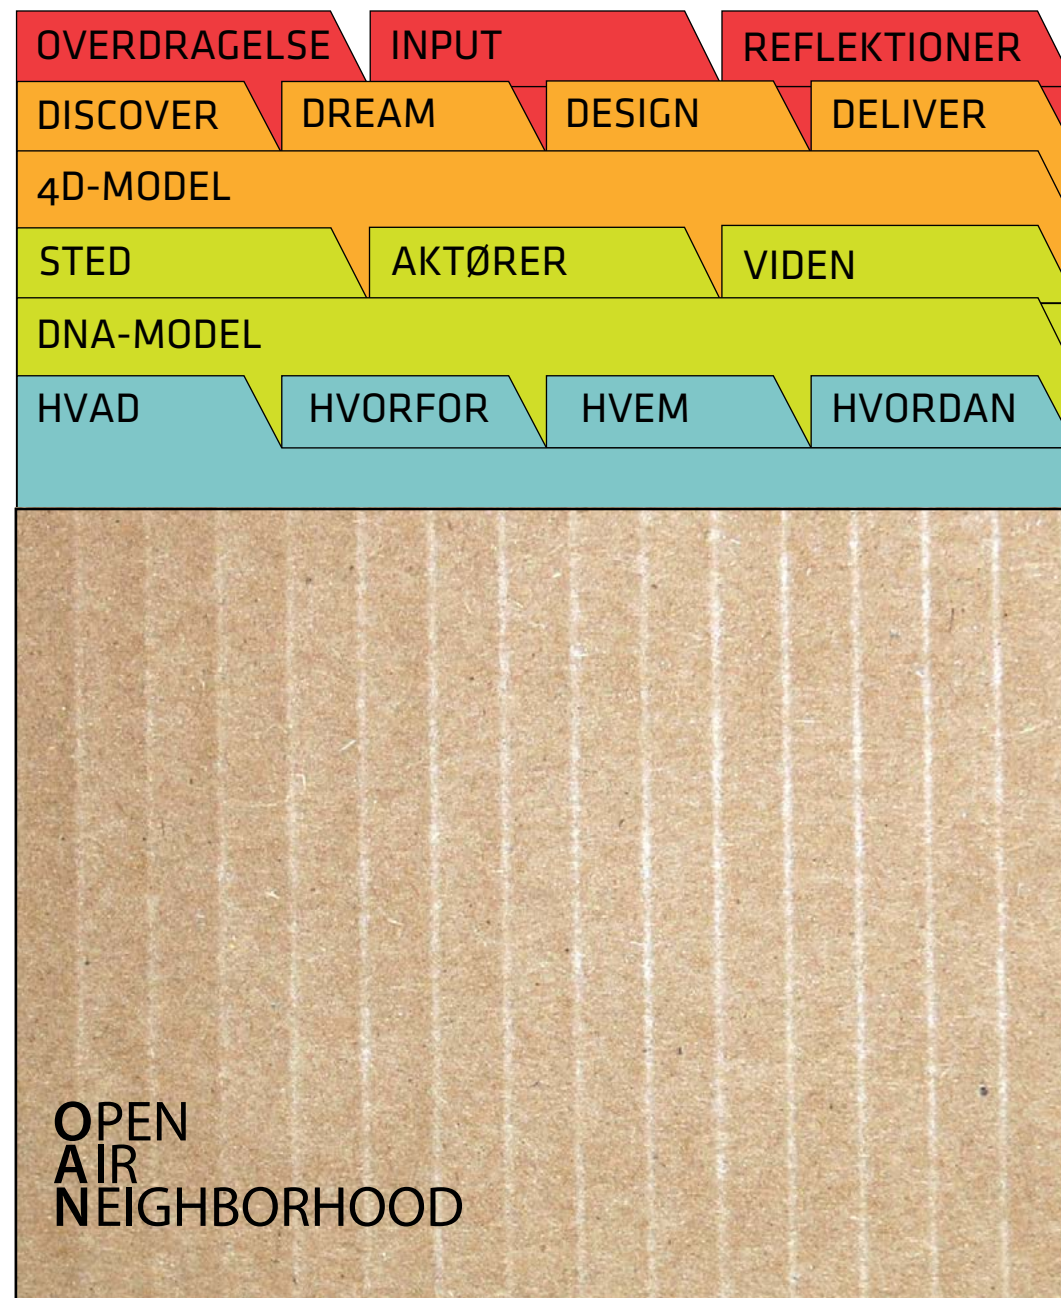 OVERDRAGELSE INPUT REFLEKTIONER
DISCOVER DREAM DESIGN DELIVER
4D-MODEL
STED AKTØRER VIDEN
DNA-MODEL
HVAD HVORFOR HVEM HVORDAN
OPEN
AIR
NEIGHBORHOOD